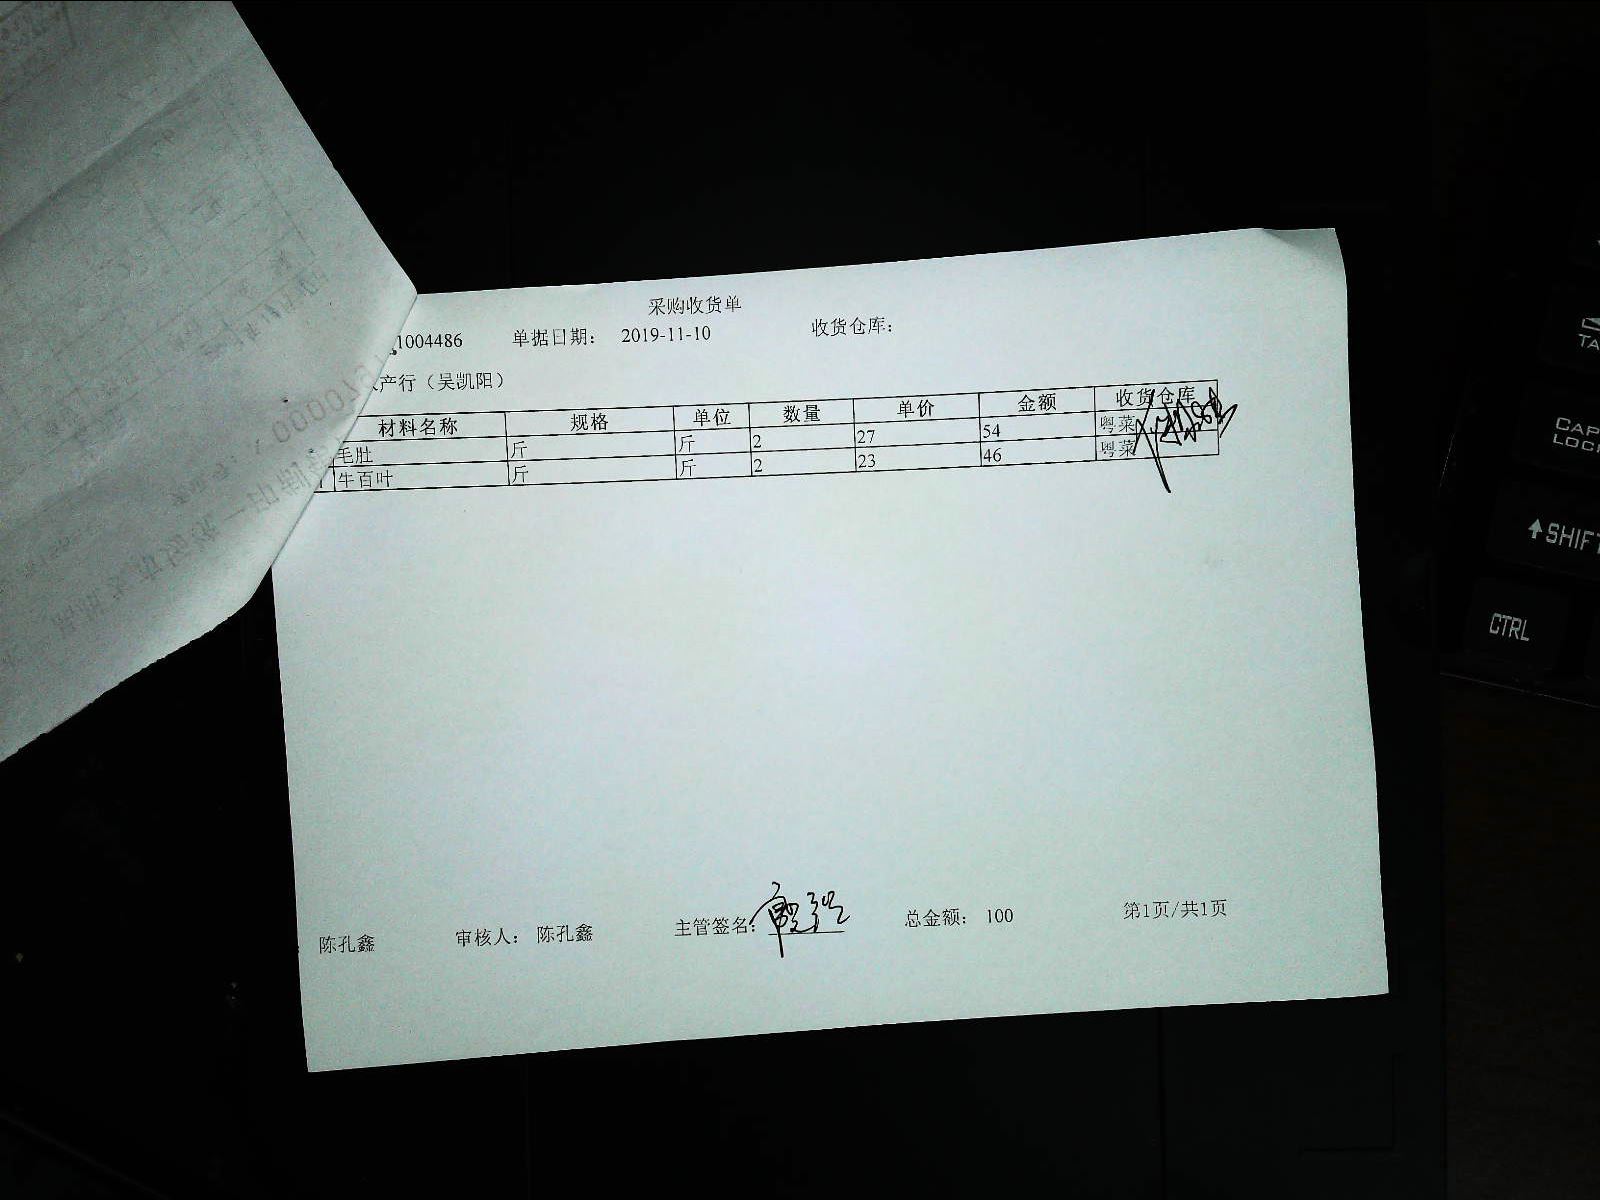 采购收货单
1004486 单据日期: 2019-11-10 收货仓库:
产行（吴凯阳）
材料名称 规格 单位 数量 单价 金额 收货仓库
毛肚 斤 斤 2 27 54 粤菜
牛百叶 斤 斤 2 23 46 粤菜
陈孔鑫 审核人: 陈孔鑫 主管签名: 总金额: 100 第1页/共1页
CAP
LOC
SHIFT
CTRL
TA